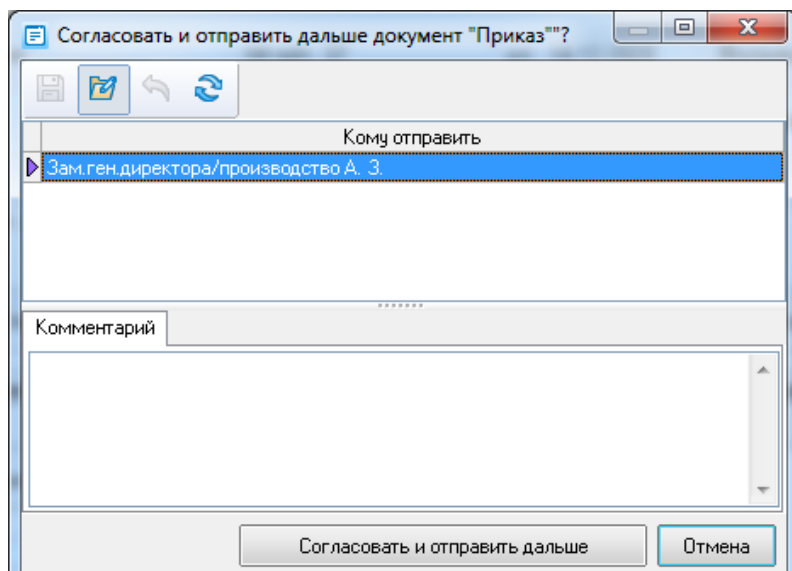 Согласовать и отправить дальше документ "Приказ""?
Кому отправить
Зам.ген.директора/производство А. З.
Комментарий
Согласовать и отправить дальше
Отмена